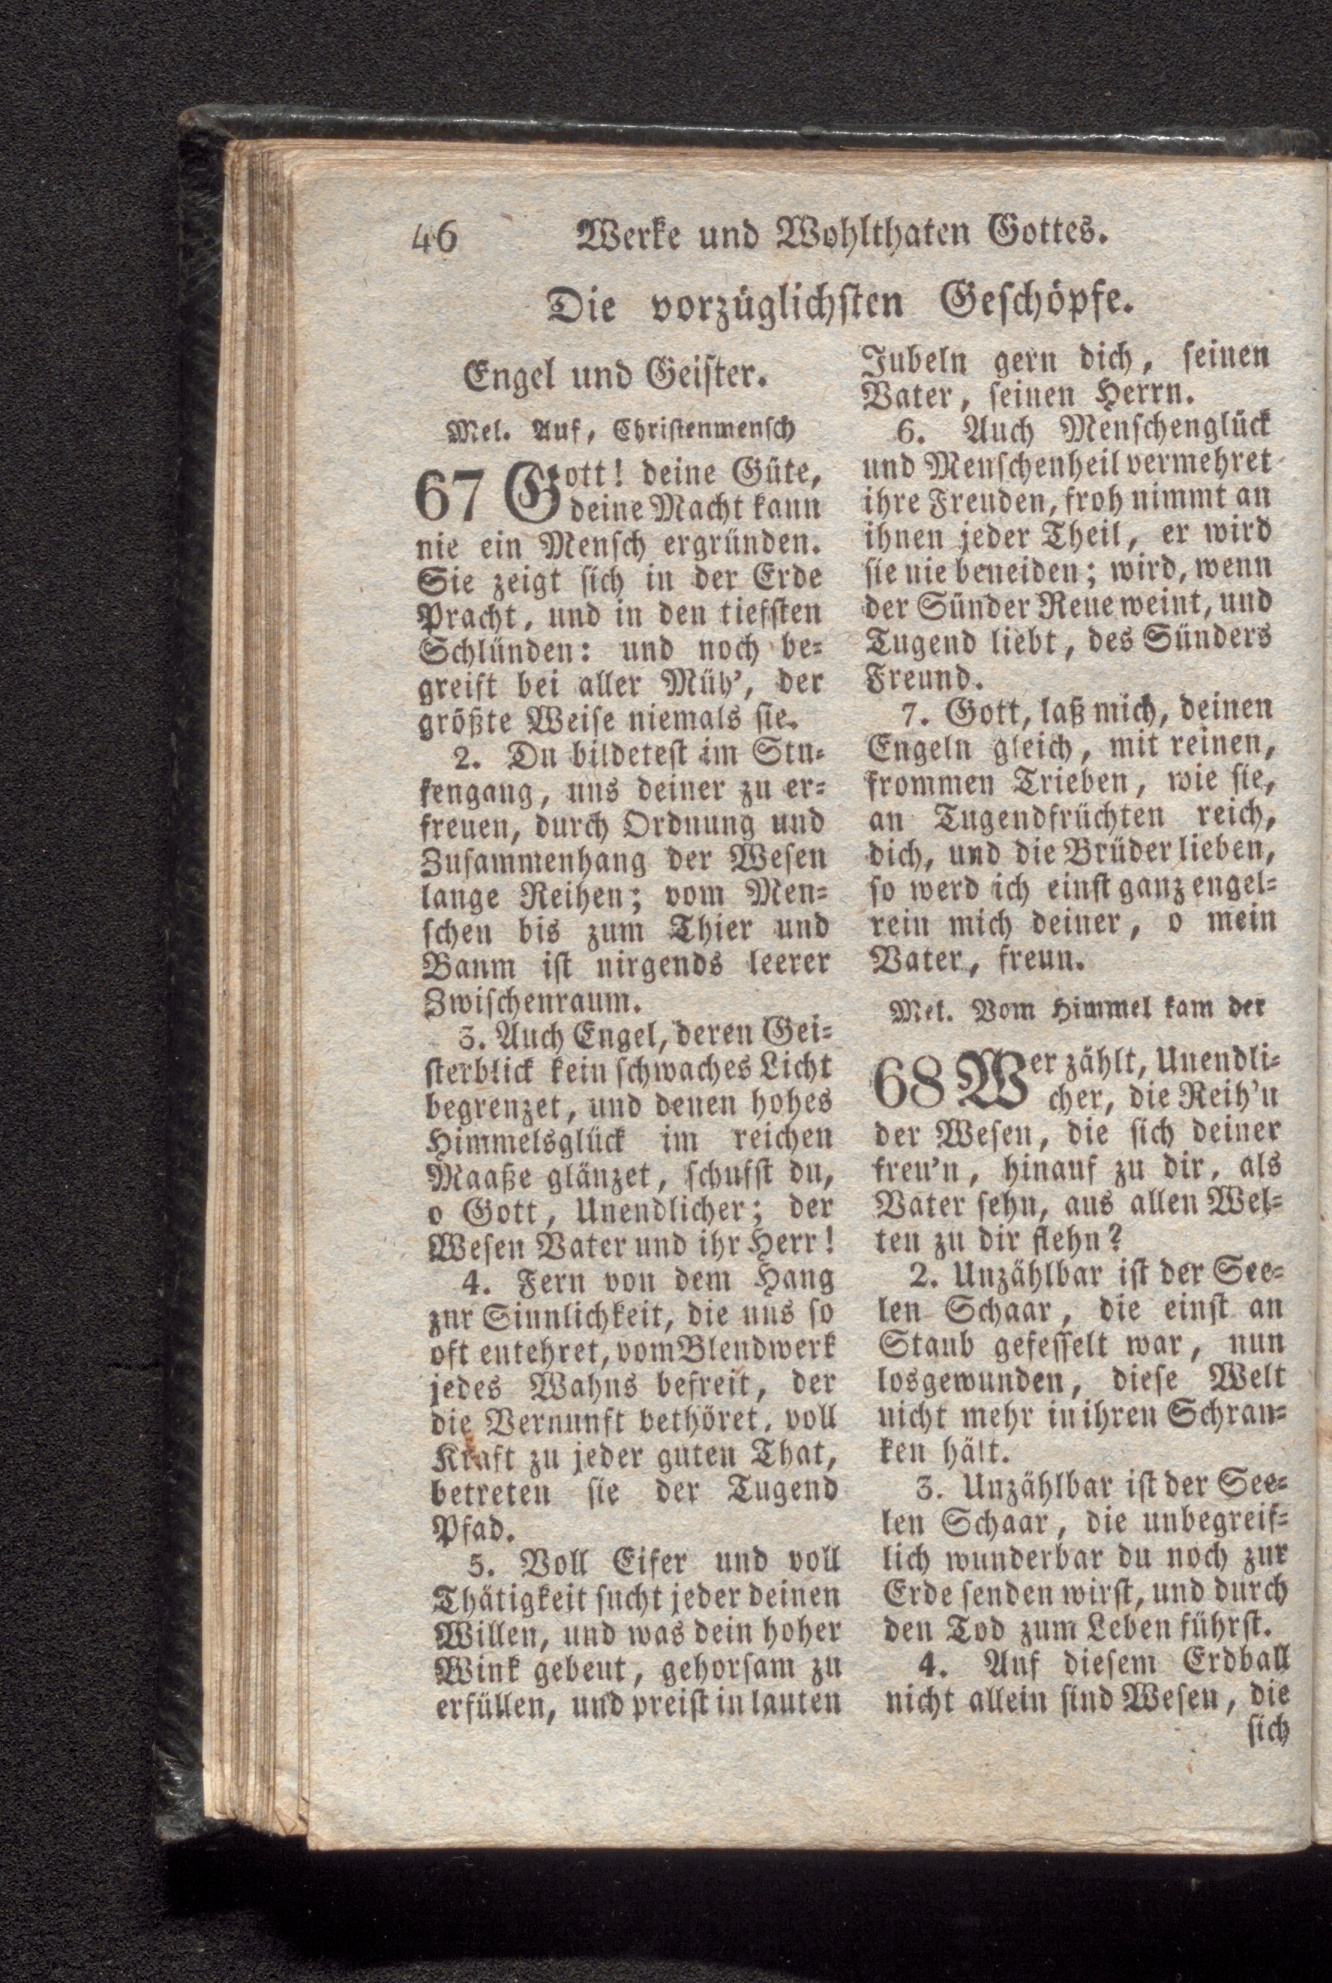 46 Werke und Wohlthaten Gottes.
Die vorzüglichsten Geschöpfe.
Engel und Geister.
Mel. Auf, Christenmensch
67 Gott! deine Güte,
deine Macht kann
nie ein Mensch ergründen.
Sie zeigt sich in der Erde
Pracht, und in den tiefsten
Schlünden: und noch be-
greift bei aller Müh', der
größte Weise niemals sie.
2. Du bildetest im Stu-
fengang, uns deiner zu er-
freuen, durch Ordnung und
Zusammenhang der Wesen
lange Reihen; vom Men-
schen bis zum Thier und
Baum ist nirgends leerer
Zwischenraum.
3. Auch Engel, deren Gei-
sterblick kein schwaches Licht
begrenzet, und denen hohes
Himmelsglück im reichen
Maaße glänzet, schufst du,
o Gott, Unendlicher; der
Wesen Vater und ihr Herr!
4. Fern von dem Hang
zur Sinnlichkeit, die uns so
oft entehret, vom Blendwerk
jedes Wahns befreit, der
die Vernunft bethöret, voll
Kraft zu jeder guten That,
betreten sie der Tugend
Pfad.
5. Voll Eifer und voll
Thätigkeit sucht jeder deinen
Willen, und was dein hoher
Wink gebeut, gehorsam zu
erfüllen, und preist in lauten
Jubeln gern dich, seinen
Vater, seinen Herrn.
6. Auch Menschenglück
und Menschenheil vermehret
ihre Freuden, froh nimmt an
ihnen jeder Theil, er wird
sie nie beneiden; wird, wenn
der Sünder Reue weint, und
Tugend liebt, des Sünders
Freund.
7. Gott, laß mich, deinen
Engeln gleich, mit reinen,
frommen Trieben, wie sie,
an Tugendfrüchten reich,
dich, und die Brüder lieben,
so werd ich einst ganz engel-
rein mich deiner, o mein
Vater, freun.
Mel. Vom Himmel kam der
68 Wer zählt, Unendli-
cher, die Reih'n
der Wesen, die sich deiner
freu'n, hinauf zu dir, als
Vater sehn, aus allen Wel-
ten zu dir flehn?
2. Unzählbar ist der See-
len Schaar, die einst an
Staub gefesselt war, nun
losgewunden, diese Welt
nicht mehr in ihren Schran-
ken hält.
3. Unzählbar ist der See-
len Schaar, die unbegreif-
lich wunderbar du noch zur
Erde senden wirst, und durch
den Tod zum Leben führst.
4. Auf diesem Erdball
nicht allein sind Wesen, die
sich